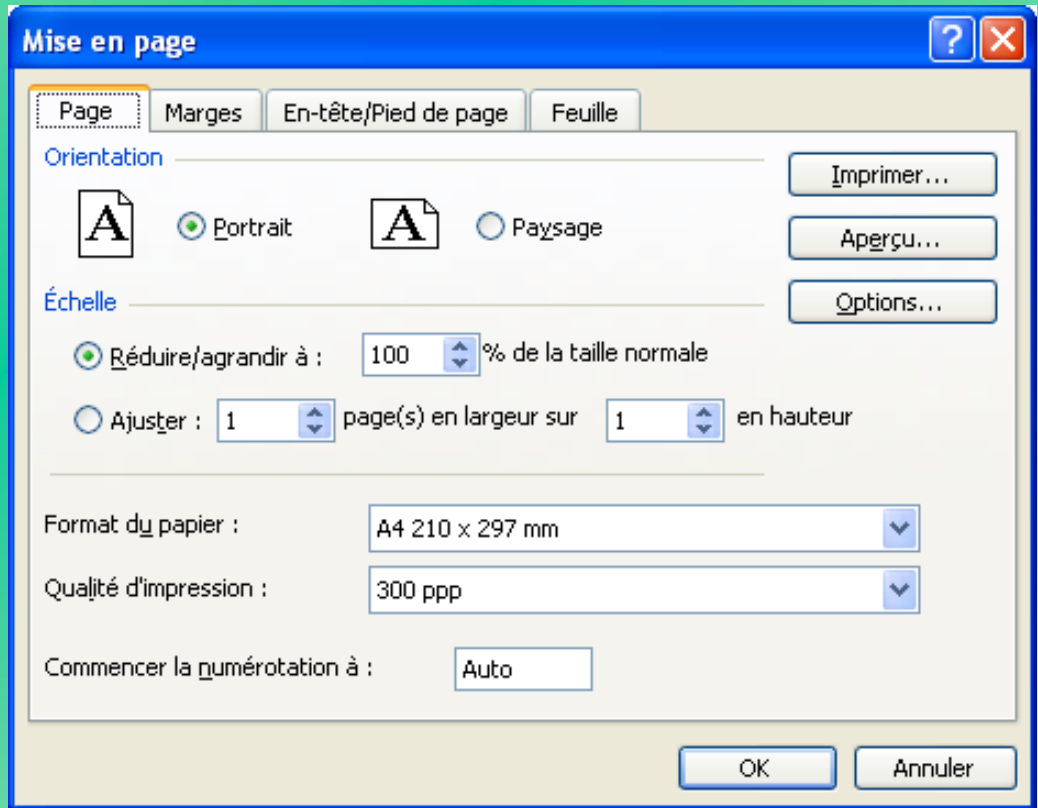 Mise en page
Page Marges En-tête/Pied de page Feuille
Orientation
Imprimer...
A Portrait A Paysage
Aperçu...
Échelle
Options...
Réduire/agrandir à : 100 % de la taille normale
Ajuster : 1 page(s) en largeur sur 1 en hauteur
Format du papier : A4 210 x 297 mm
Qualité d'impression : 300 ppp
Commencer la numérotation à : Auto
OK Annuler